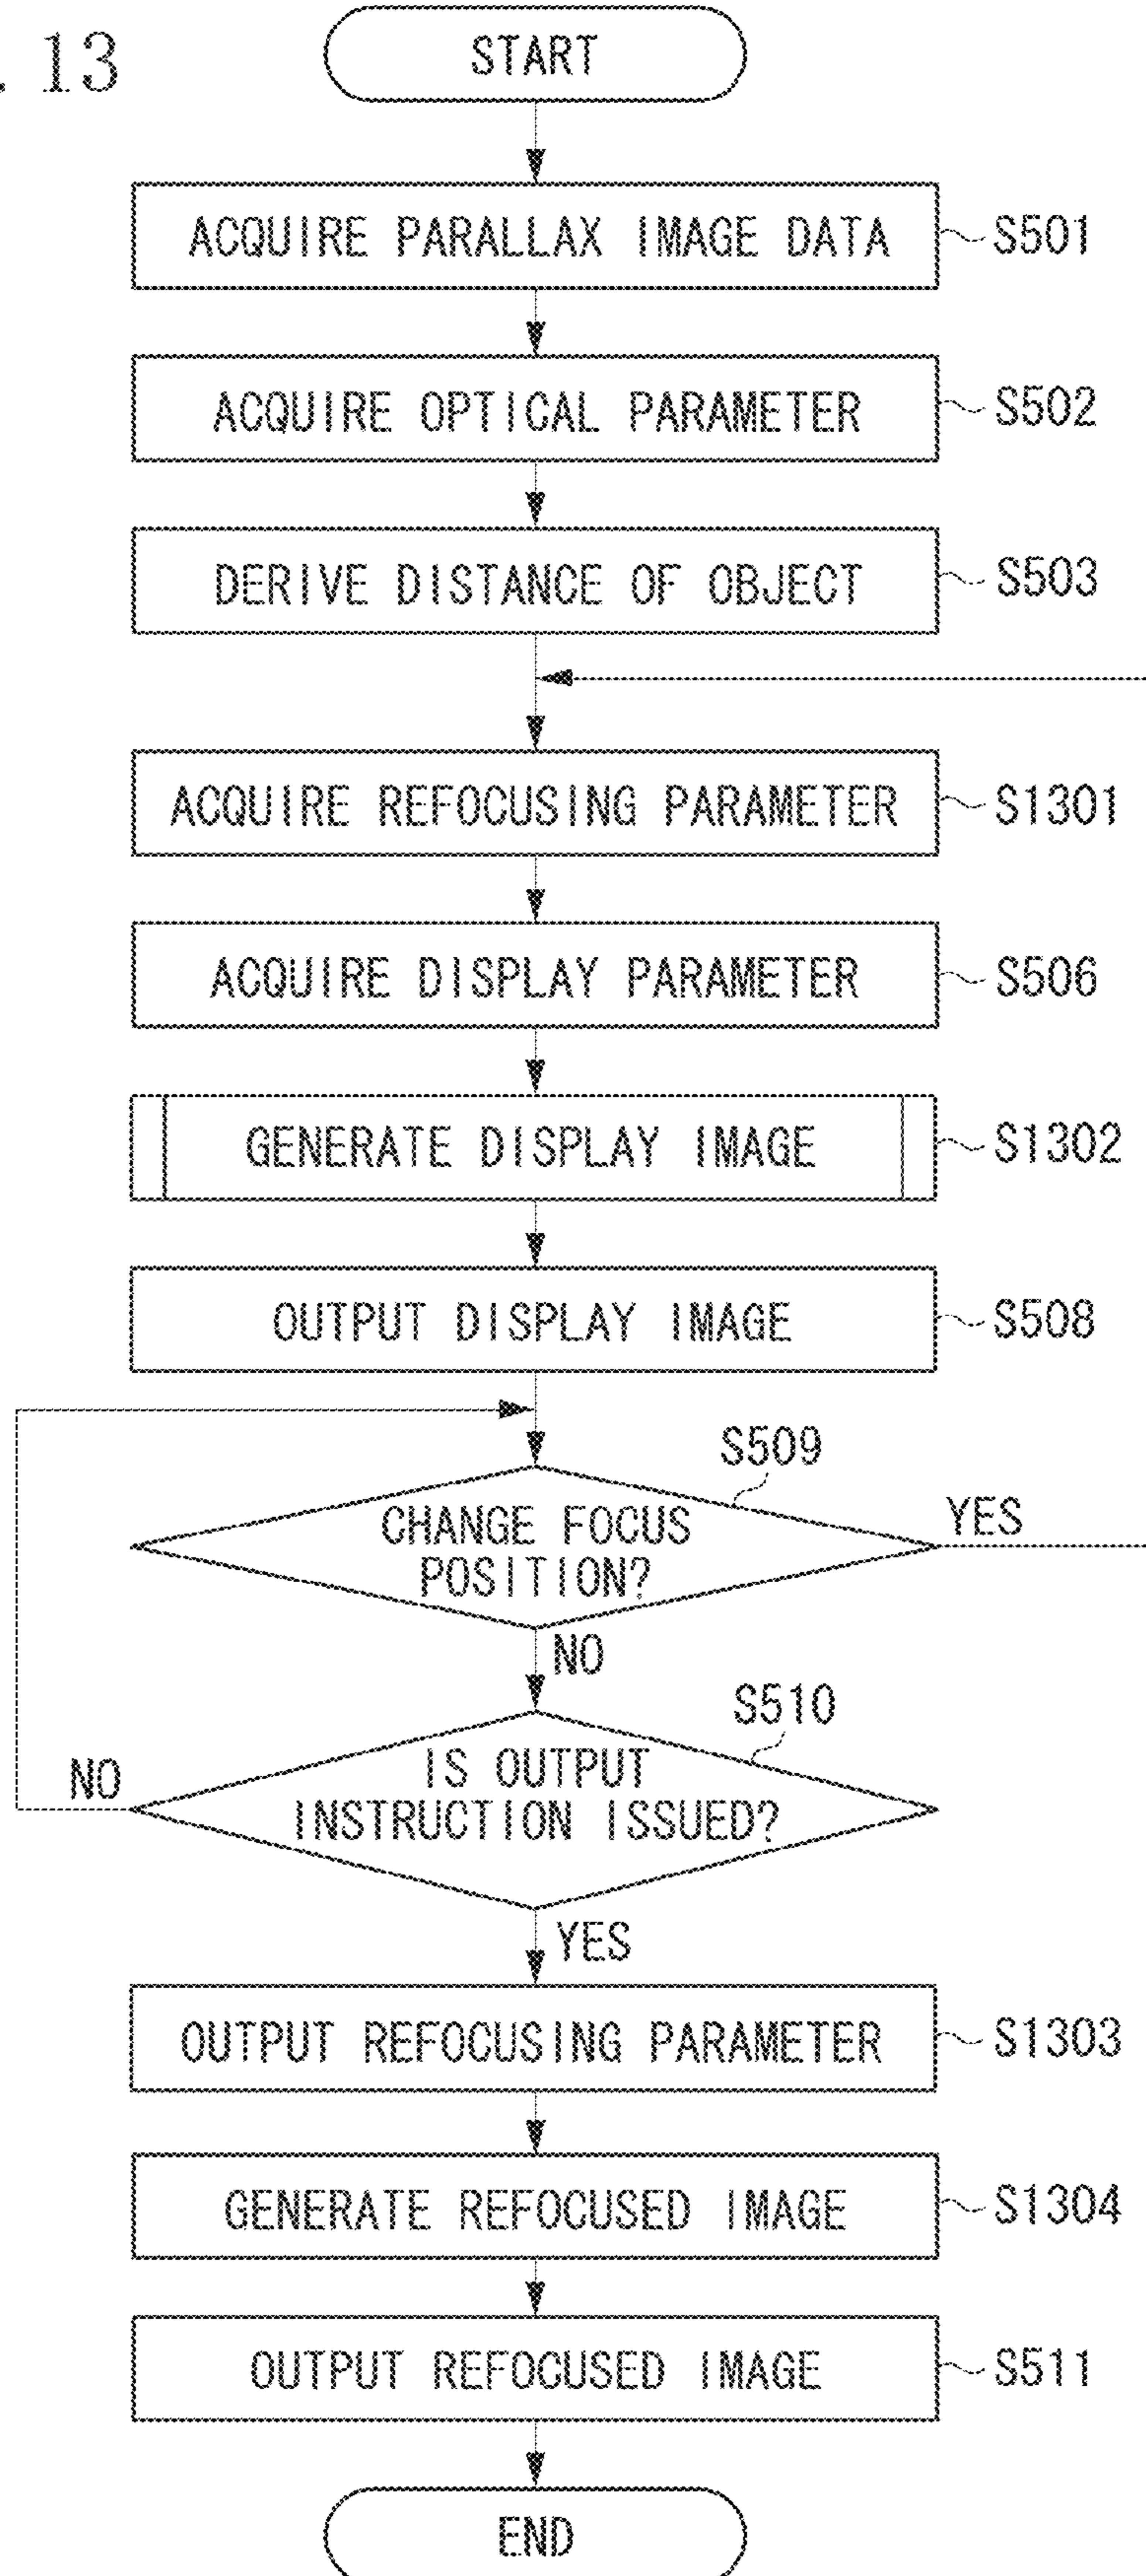 . 13
START
ACQUIRE PARALLAX IMAGE DATA
S501
ACQUIRE OPTICAL PARAMETER
S502
DERIVE DISTANCE OF OBJECT
S503
ACQUIRE REFOCUSING PARAMETER
S1301
ACQUIRE DISPLAY PARAMETER
S506
GENERATE DISPLAY IMAGE
S1302
OUTPUT DISPLAY IMAGE
S508
S509
CHANGE FOCUS
POSITION?
YES
NO
S510
IS OUTPUT
INSTRUCTION ISSUED?
NO
YES
OUTPUT REFOCUSING PARAMETER
S1303
GENERATE REFOCUSED IMAGE
S1304
OUTPUT REFOCUSED IMAGE
S511
END